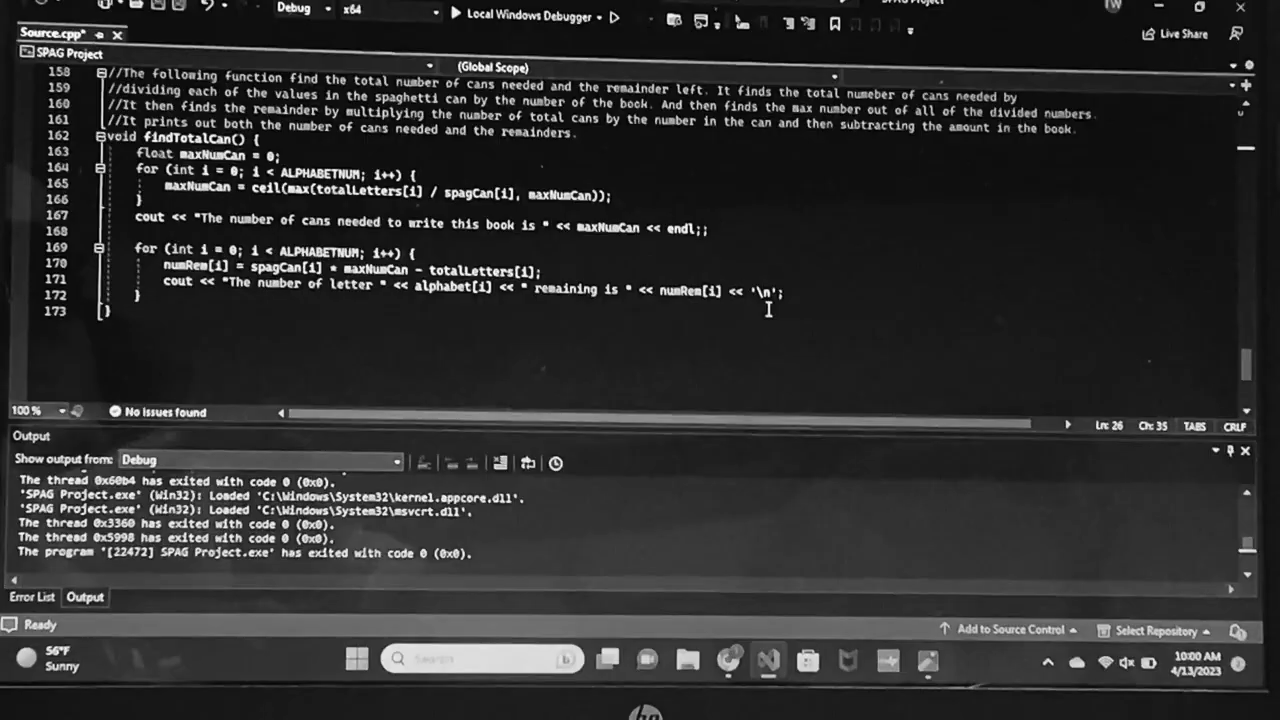 Debug
x64
Local Windows Debugger
Source.cpp*
Live Share
SPAG Project
(Global Scope)
158 //The following function find the total number of cans needed and the remainder left. It finds the total numeber of cans needed by
159 //dividing each of the values in the spaghetti can by the number of the book. And then finds the max number out of all of the divided numbers.
160 //It then finds the remainder by multiplying the number of total cans by the number in the can and then subtracting the amount in the book.
161 //It prints out both the number of cans needed and the remainders.
162 void findTotalCan() {
163 float maxNumCan = 0;
164 for (int i = 0; i < ALPHABETNUM; i++) {
165 maxNumCan = ceil(max(totalLetters[i] / spagCan[i], maxNumCan));
166 }
167 cout << "The number of cans needed to write this book is " << maxNumCan << endl;;
168
169 for (int i = 0; i < ALPHABETNUM; i++) {
170 numRem[i] = spagCan[i] * maxNumCan - totalLetters[i];
171 cout << "The number of letter " << alphabet[i] << " remaining is " << numRem[i] << '\n';
172 }
173 }
100 %
No issues found
Ln: 26 Ch: 35 TABS CRLF
Output
Show output from: Debug
The thread 0x60b4 has exited with code 0 (0x0).
'SPAG Project.exe' (Win32): Loaded 'C:\Windows\System32\kernel.appcore.dll'.
'SPAG Project.exe' (Win32): Loaded 'C:\Windows\System32\msvcrt.dll'.
The thread 0x3360 has exited with code 0 (0x0).
The thread 0x5998 has exited with code 0 (0x0).
The program '[22472] SPAG Project.exe' has exited with code 0 (0x0).
Error List Output
Ready
Add to Source Control
Select Repository
56°F
Sunny
Search
10:00 AM
4/13/2023
hp